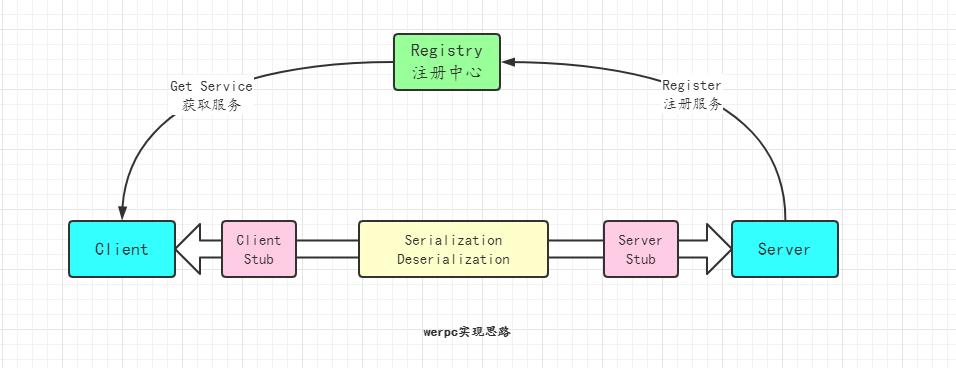 Registry
注册中心
Get Service
获取服务
Register
注册服务
Client
Client
Stub
Serialization
Deserialization
Server
Stub
Server
werpc实现思路